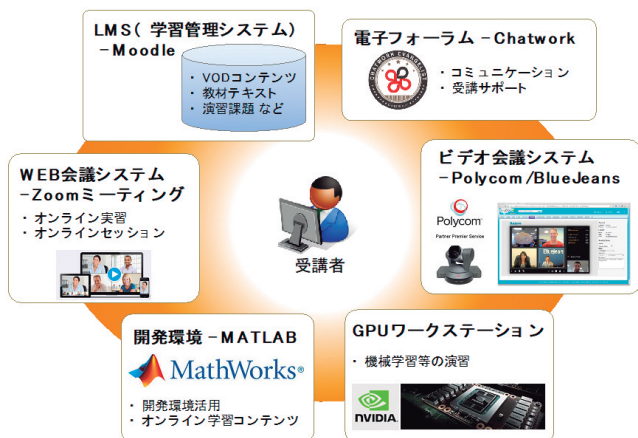 LMS( 学習管理システム)
－Moodle
・ VODコンテンツ
・ 教材テキスト
・ 演習課題 など
電子フォーラム －Chatwork
CHATWORK EVANGELIST
・ コミュニケーション
・ 受講サポート
WEB会議システム
－Zoomミーティング
・ オンライン実習
・ オンラインセッション
ビデオ会議システム
－Polycom/BlueJeans
Polycom
Partner Premier Service
受講者
開発環境 －MATLAB
MathWorks®
・ 開発環境活用
・ オンライン学習コンテンツ
GPUワークステーション
・ 機械学習等の演習
NVIDIA.